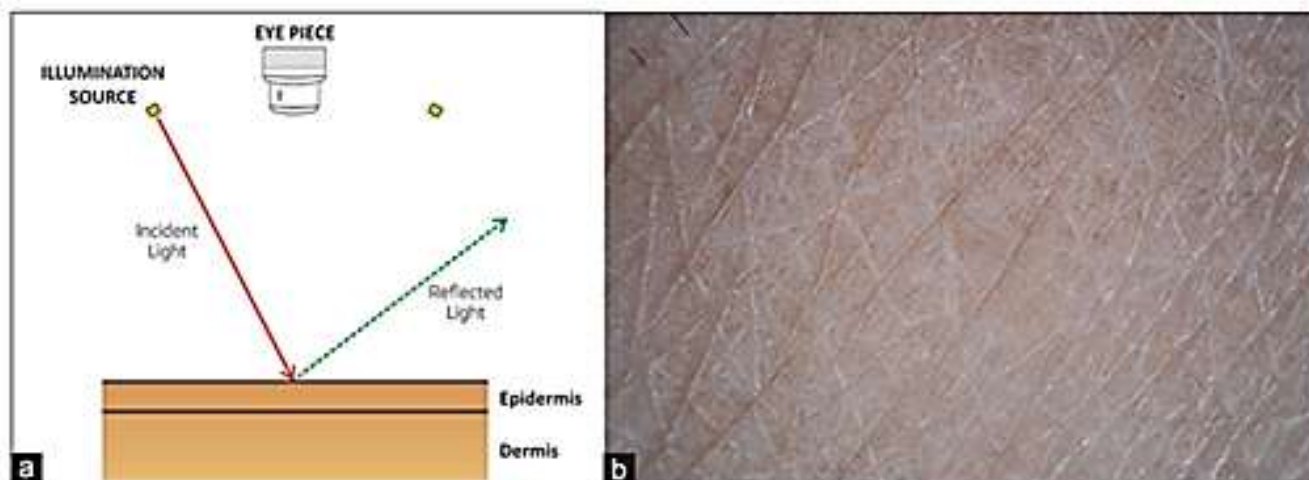 EYE PIECE
ILLUMINATION
SOURCE
Incident
Light
Reflected
Light
Epidermis
Dermis
a
b